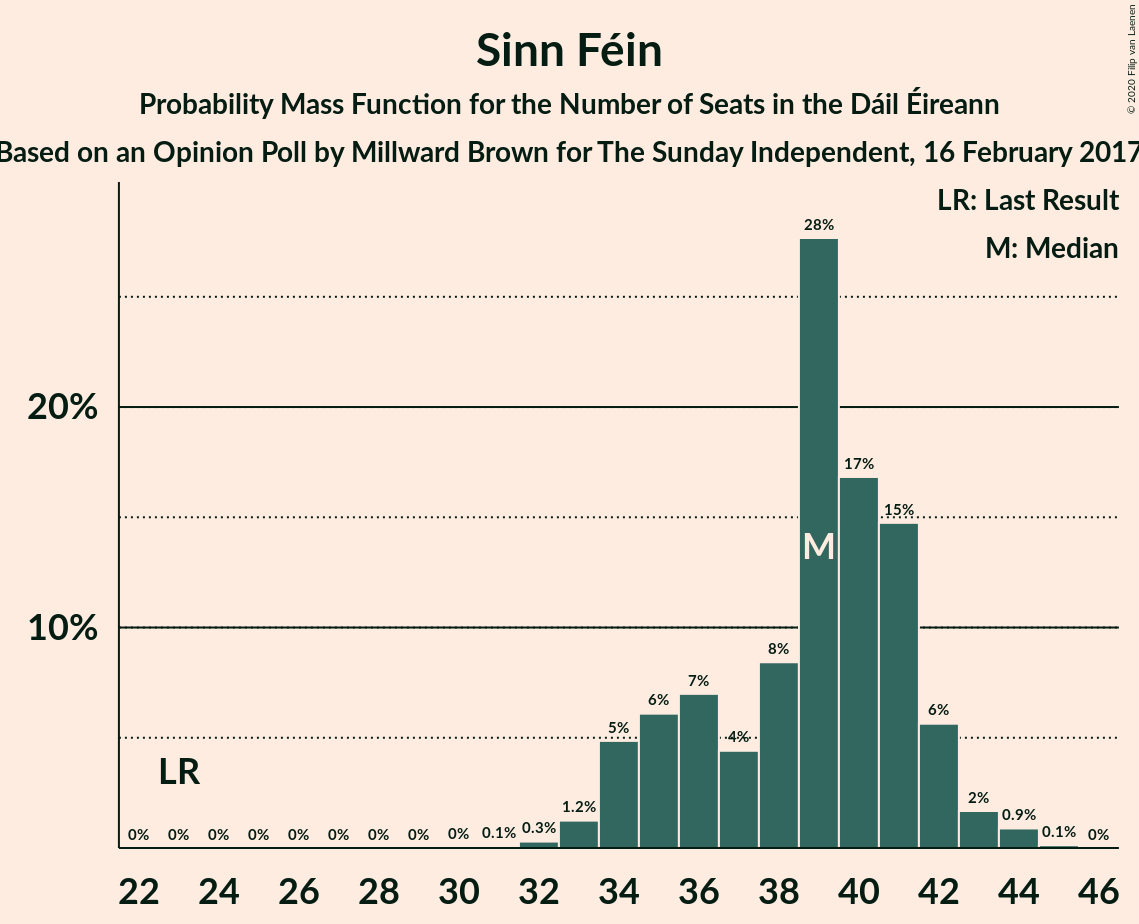 Sinn Féin
Probability Mass Function for the Number of Seats in the Dáil Éireann
Based on an Opinion Poll by Millward Brown for The Sunday Independent, 16 February 2017
© 2020 Filip van Laenen
LR: Last Result
M: Median
28%
20%
17%
15%
M
10%
8%
7%
6%
6%
5%
4%
LR
2%
1.2%
0.9%
0% 0% 0% 0% 0% 0% 0% 0% 0% 0.1% 0.3% 0.1% 0%
22 24 26 28 30 32 34 36 38 40 42 44 46